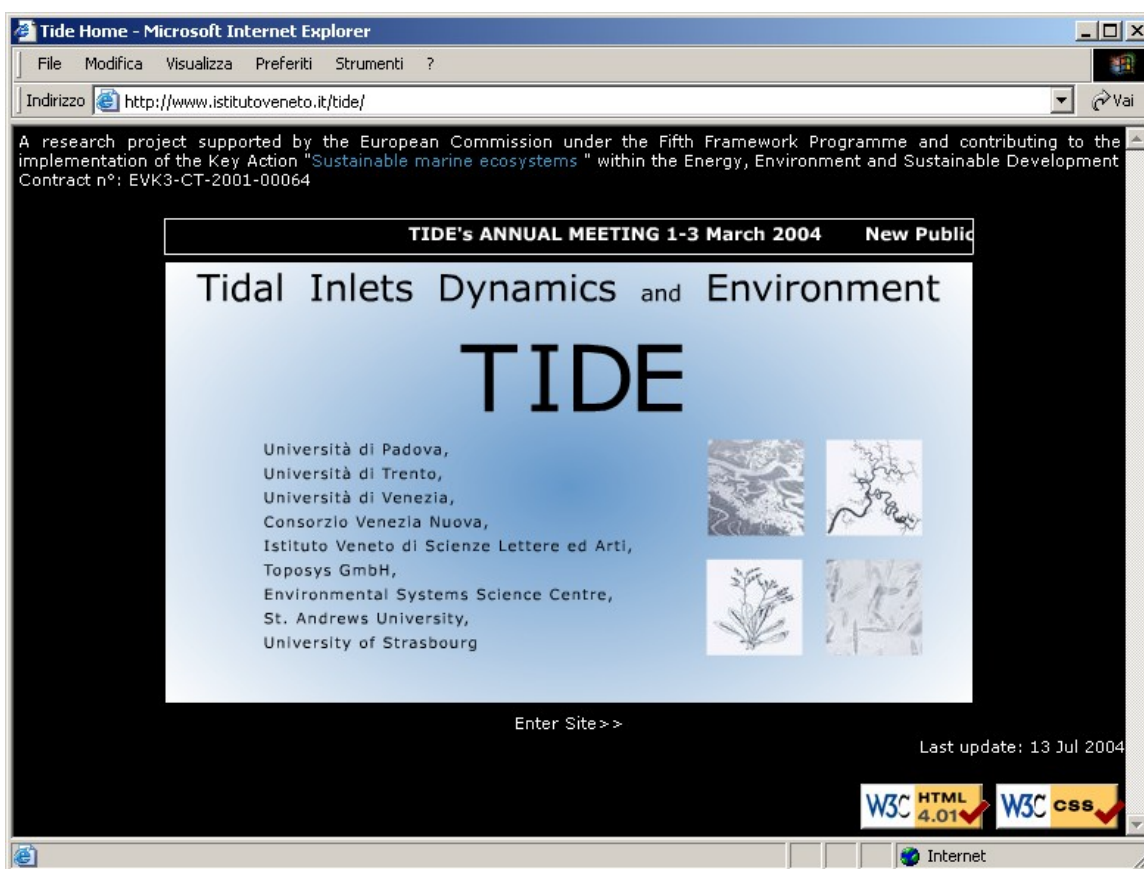 Tide Home - Microsoft Internet Explorer
File Modifica Visualizza Preferiti Strumenti ?
Indirizzo http://www.istitutoveneto.it/tide/ Vai
A research project supported by the European Commission under the Fifth Framework Programme and contributing to the
implementation of the Key Action "Sustainable marine ecosystems " within the Energy, Environment and Sustainable Development
Contract n°: EVK3-CT-2001-00064
TIDE's ANNUAL MEETING 1-3 March 2004 New Public
Tidal Inlets Dynamics and Environment
TIDE
Università di Padova,
Università di Trento,
Università di Venezia,
Consorzio Venezia Nuova,
Istituto Veneto di Scienze Lettere ed Arti,
Toposys GmbH,
Environmental Systems Science Centre,
St. Andrews University,
University of Strasbourg
Enter Site>>
Last update: 13 Jul 2004
W3C HTML 4.01 W3C css
Internet